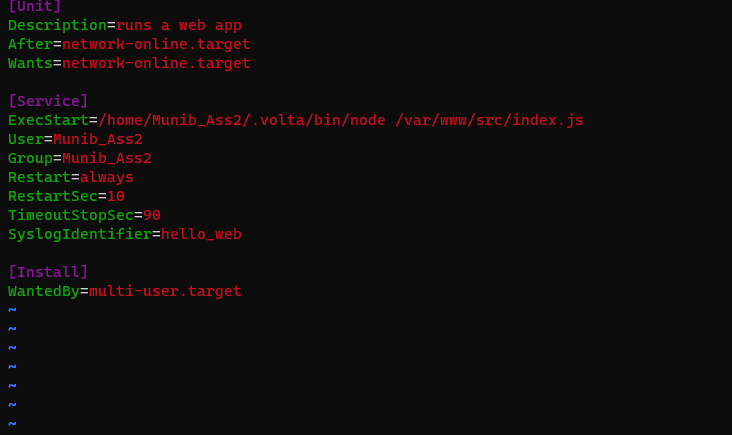 [Unit]
Description=runs a web app
After=network-online.target
Wants=network-online.target

[Service]
ExecStart=/home/Munib_Ass2/.volta/bin/node /var/www/src/index.js
User=Munib_Ass2
Group=Munib_Ass2
Restart=always
RestartSec=10
TimeoutStopSec=90
SyslogIdentifier=hello_web

[Install]
WantedBy=multi-user.target
~
~
~
~
~
~
~